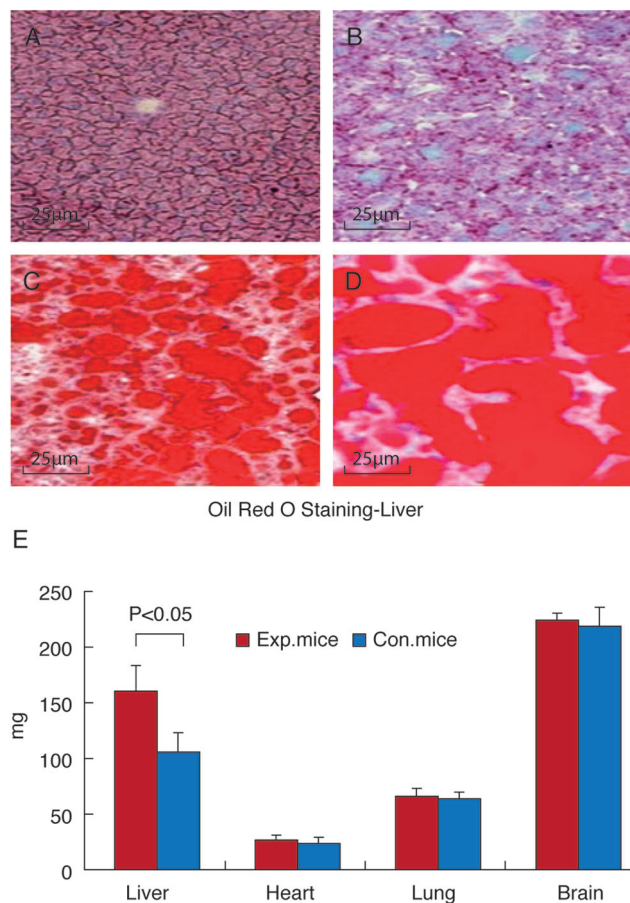 A
B
25μm
25μm
C
D
25μm
25μm
Oil Red O Staining-Liver
E
250
P<0.05
200
Exp.mice
Con.mice
150
mg
100
50
0
Liver
Heart
Lung
Brain